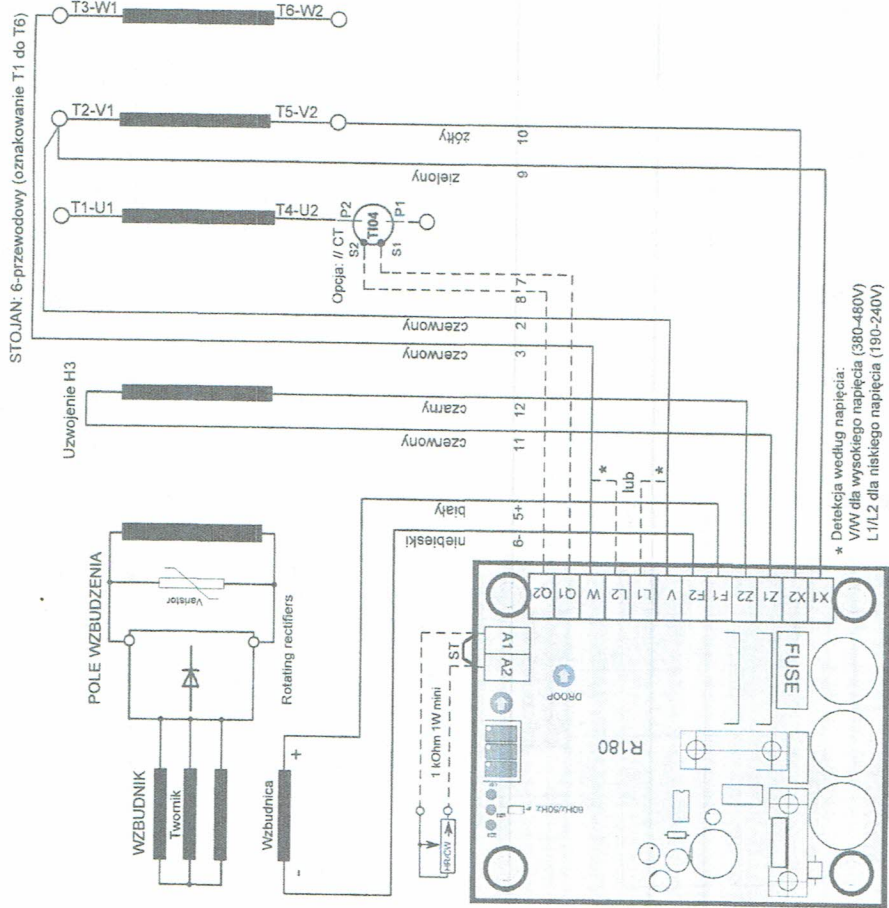 STOJAN: 6-przewodowy (oznakowanie T1 do T6)
T3-W1
T6-W2
T2-V1
T5-V2
T1-U1
T4-U2
P2
P1
TI04
S2
S1
Opcja: // CT
żółty
10
zielony
9
7
8
czerwony
2
czerwony
3
Uzwojenie H3
czarny
12
czerwony
11
POLE WZBUDZENIA
Varistor
Rotating rectifiers
WZBUDNIK
Twornik
Wzbudnica
+
-
biały
5+
niebieski
6-
*
lub
*
Q2
Q1
W
L2
L1
V
F2
F1
Z2
Z1
X2
X1
ST
A1
A2
1 kOhm 1W mini
DROOP
R180
60Hz/50Hz
FUSE
* Detekcja według napięcia:
V/W dla wysokiego napięcia (380-480V)
L1/L2 dla niskiego napięcia (190-240V)